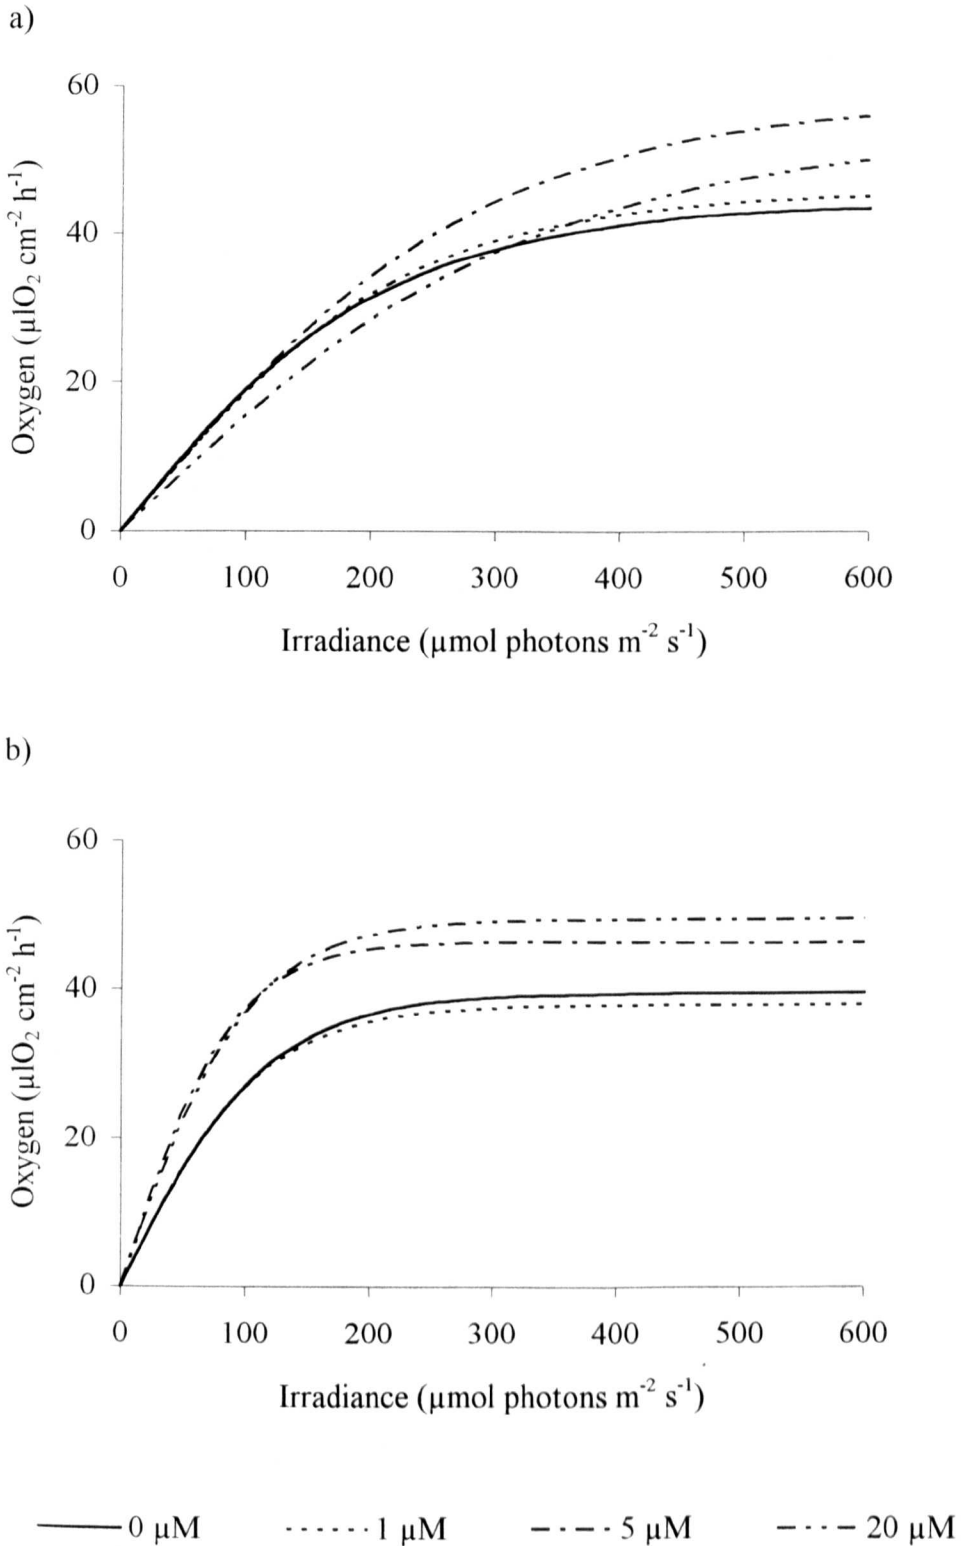 a)
60
40
20
0
Oxygen (µlO₂ cm⁻² h⁻¹)
0 100 200 300 400 500 600
Irradiance (µmol photons m⁻² s⁻¹)
b)
60
40
20
0
Oxygen (µlO₂ cm⁻² h⁻¹)
0 100 200 300 400 500 600
Irradiance (µmol photons m⁻² s⁻¹)
0 µM 1 µM 5 µM 20 µM